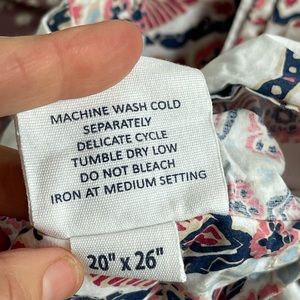 MACHINE WASH COLD
SEPARATELY
DELICATE CYCLE
TUMBLE DRY LOW
DO NOT BLEACH
IRON AT MEDIUM SETTING
20" x 26"